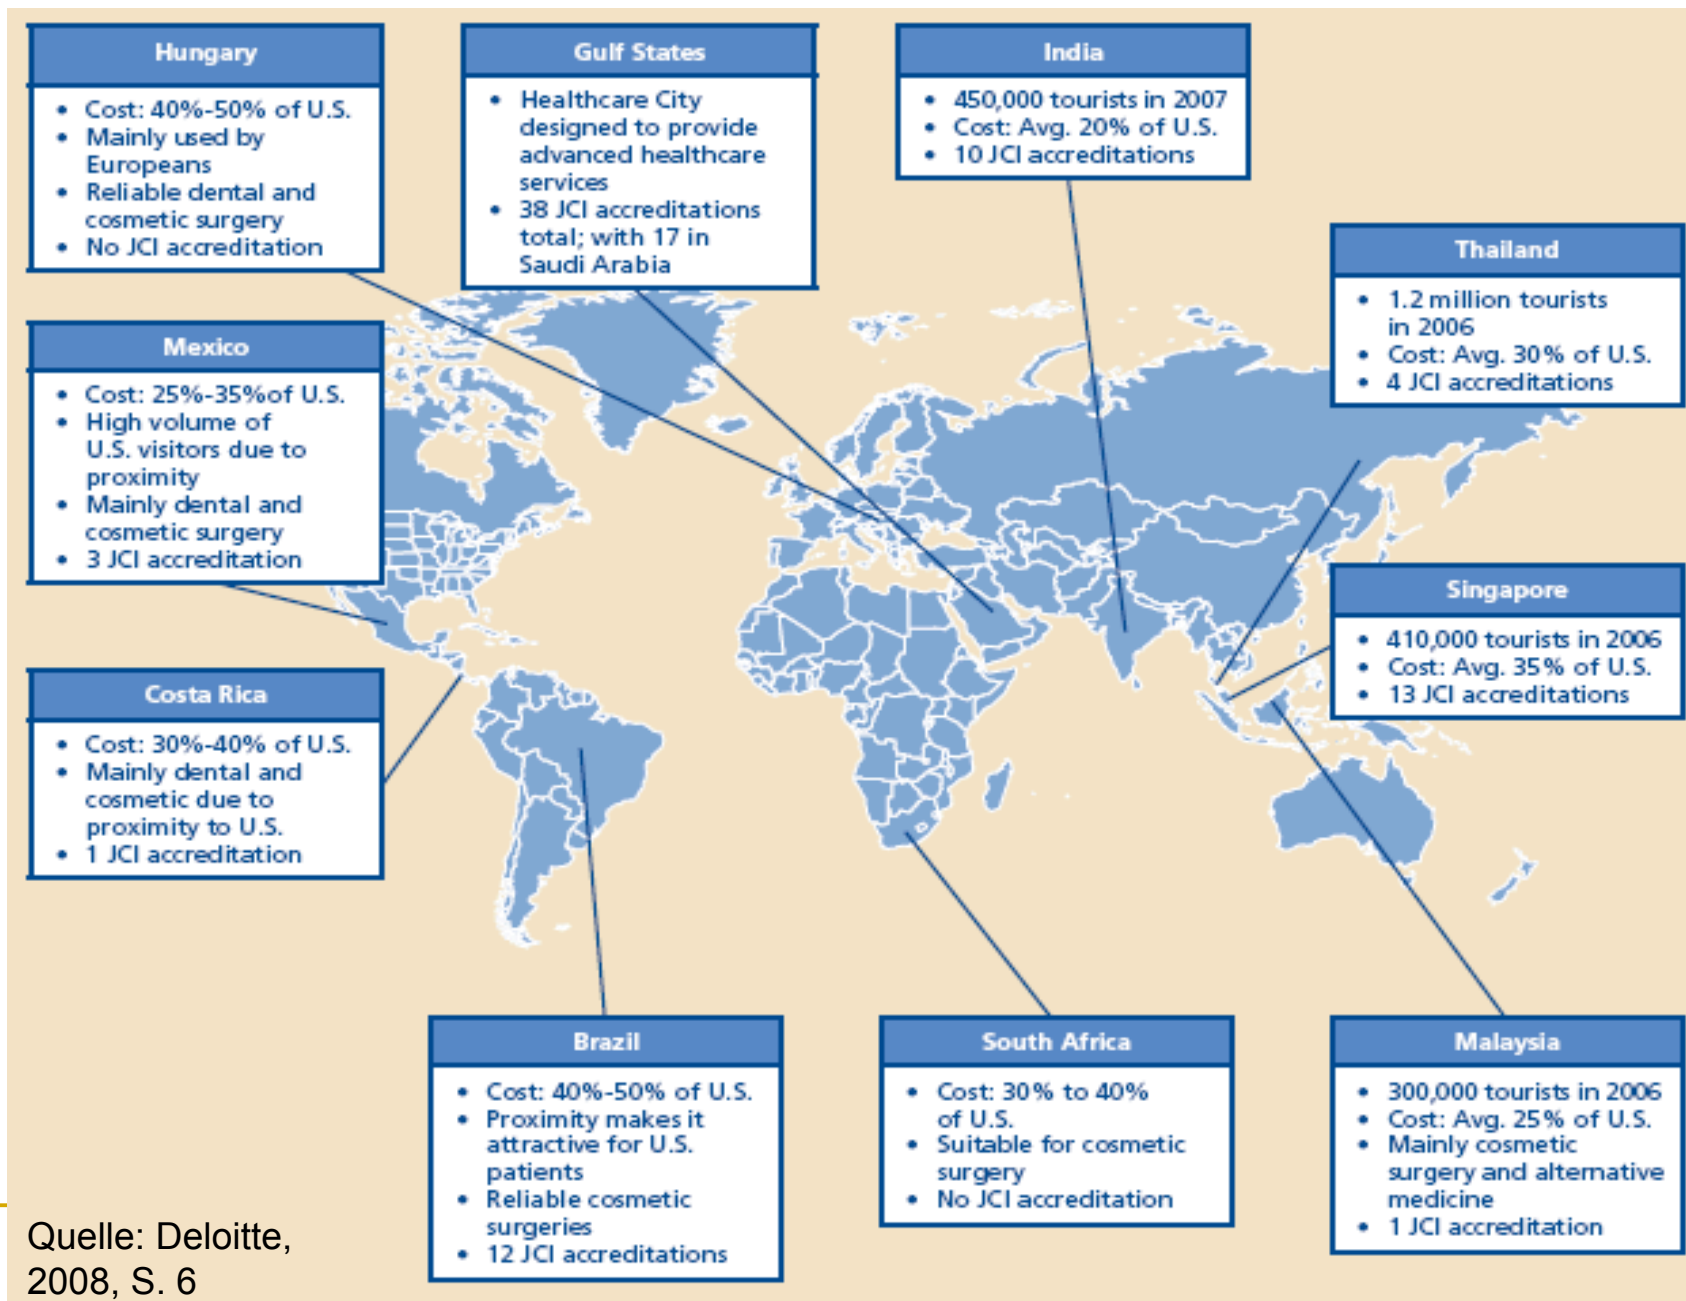 Hungary
• Cost: 40%-50% of U.S.
• Mainly used by
Europeans
• Reliable dental and
cosmetic surgery
• No JCI accreditation
Gulf States
• Healthcare City
designed to provide
advanced healthcare
services
• 38 JCI accreditations
total; with 17 in
Saudi Arabia
India
• 450,000 tourists in 2007
• Cost: Avg. 20% of U.S.
• 10 JCI accreditations
Thailand
• 1.2 million tourists
in 2006
• Cost: Avg. 30% of U.S.
• 4 JCI accreditations
Mexico
• Cost: 25%-35%of U.S.
• High volume of
U.S. visitors due to
proximity
• Mainly dental and
cosmetic surgery
• 3 JCI accreditation
Singapore
• 410,000 tourists in 2006
• Cost: Avg. 35% of U.S.
• 13 JCI accreditations
Costa Rica
• Cost: 30%-40% of U.S.
• Mainly dental and
cosmetic due to
proximity to U.S.
• 1 JCI accreditation
Brazil
• Cost: 40%-50% of U.S.
• Proximity makes it
attractive for U.S.
patients
• Reliable cosmetic
surgeries
• 12 JCI accreditations
South Africa
• Cost: 30% to 40%
of U.S.
• Suitable for cosmetic
surgery
• No JCI accreditation
Malaysia
• 300,000 tourists in 2006
• Cost: Avg. 25% of U.S.
• Mainly cosmetic
surgery and alternative
medicine
• 1 JCI accreditation
Quelle: Deloitte,
2008, S. 6